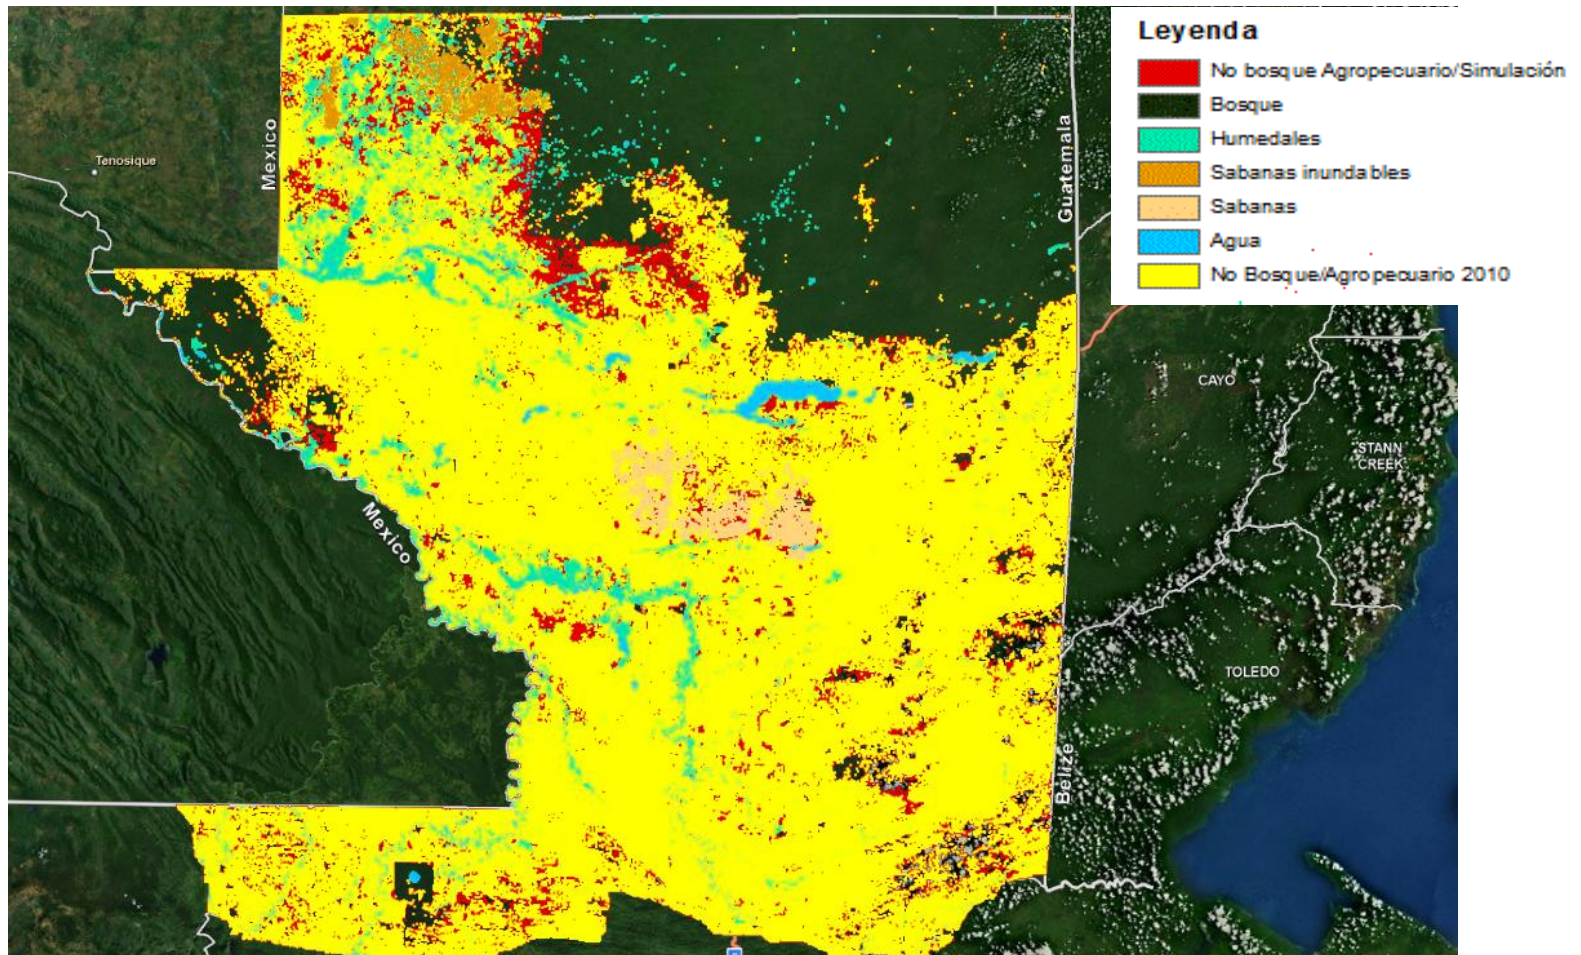 Leyenda
No bosque Agropecuario/Simulación
Bosque
Humedales
Sabanas inundables
Sabanas
Agua
No Bosque/Agropecuario 2010
Tenosique
Mexico
Guatemala
CAYO
STANN
CREEK
Mexico
TOLEDO
Belize